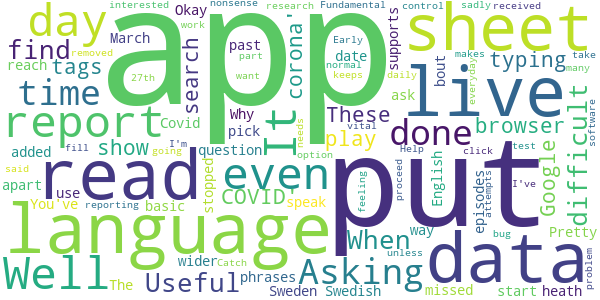 interested nonsense research Fundamental
day app sheet control sadly
Okay work received
find March past Early part date supports
tags search corona' want normal makes take
reach typing
time live bout keeps daily many
These ask everyday
Covid Why pick removed 27th
report It done browser
added show question play Help click software
I'm needs fill going test
apart use read even option vital I've
basic stopped reporting said
Google difficult
language COVID speak When English proceed feeling put episodes attempts
You've way unless Pretty
Well The wider Asking data bug
Useful phrases Catch
Sweden Swedish missed start heath problem